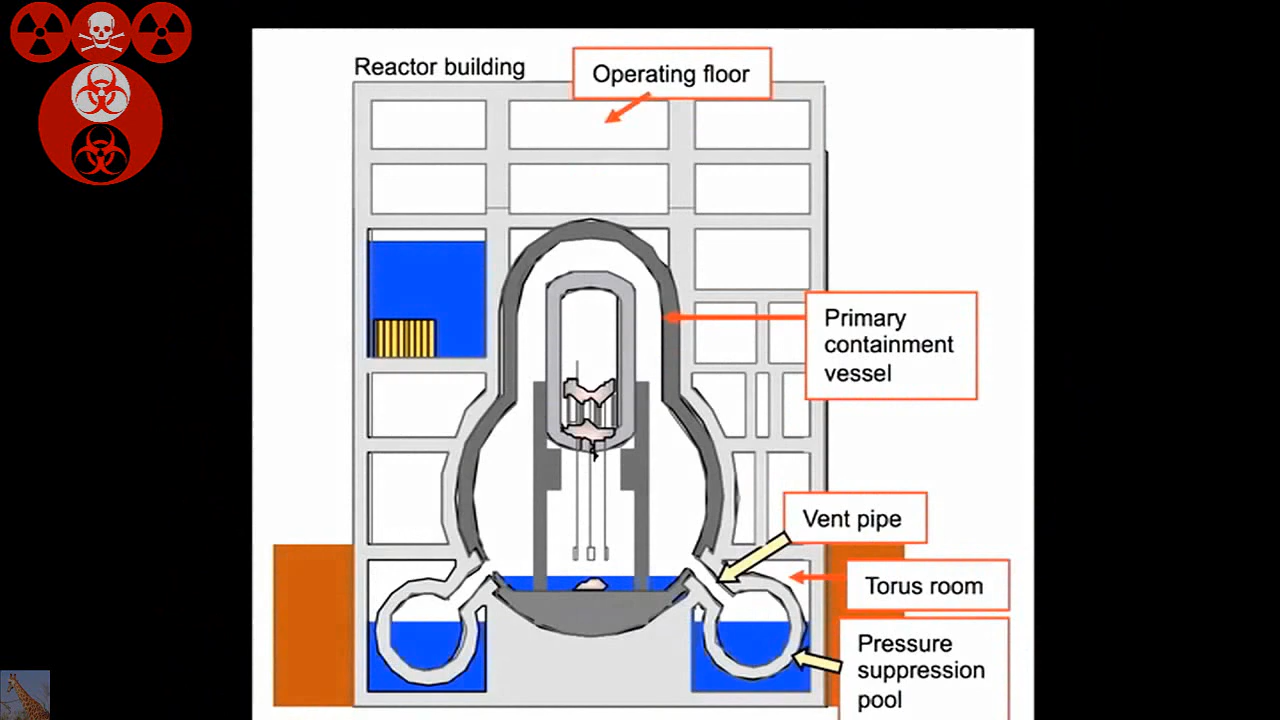 Reactor building
Operating floor
Primary
containment
vessel
Vent pipe
Torus room
Pressure
suppression
pool